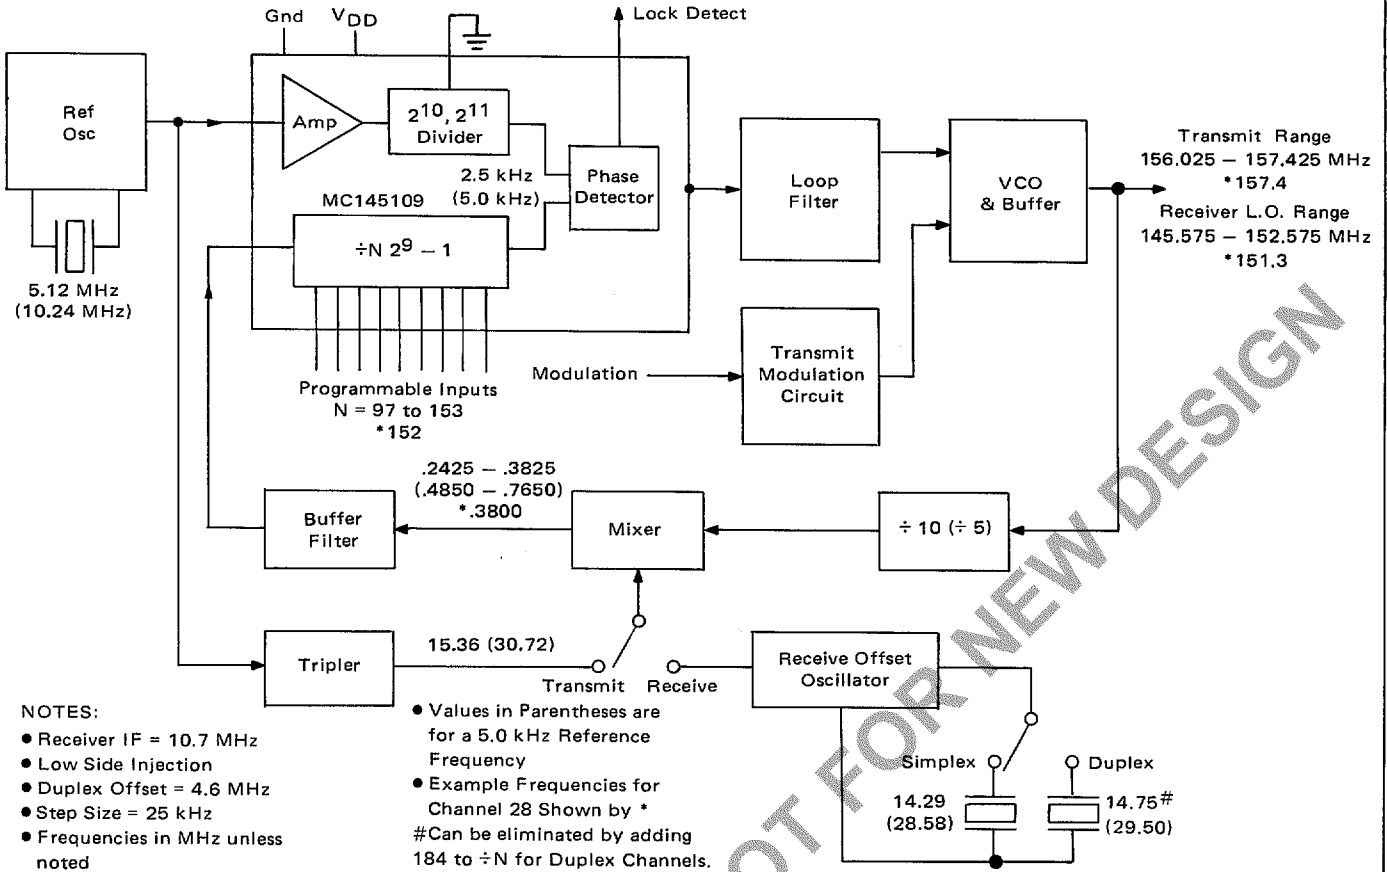 Gnd
VDD
Lock Detect
Ref
Osc
Amp
2^10, 2^11
Divider
2.5 kHz
(5.0 kHz)
Phase
Detector
MC145109
÷N 2^9 – 1
5.12 MHz
(10.24 MHz)
Programmable Inputs
N = 97 to 153
*152
Loop
Filter
VCO
& Buffer
Transmit Range
156.025 – 157.425 MHz
*157.4
Receiver L.O. Range
145.575 – 152.575 MHz
*151.3
Modulation
Transmit
Modulation
Circuit
.2425 – .3825
(.4850 – .7650)
*.3800
Buffer
Filter
Mixer
÷ 10 (÷ 5)
Tripler
15.36 (30.72)
Transmit
Receive
Receive Offset
Oscillator
Simplex
Duplex
14.29
(28.58)
14.75#
(29.50)
NOTES:
● Receiver IF = 10.7 MHz
● Low Side Injection
● Duplex Offset = 4.6 MHz
● Step Size = 25 kHz
● Frequencies in MHz unless
noted
● Values in Parentheses are
for a 5.0 kHz Reference
Frequency
● Example Frequencies for
Channel 28 Shown by *
#Can be eliminated by adding
184 to ÷N for Duplex Channels.
OT FOR NEW DESIGN